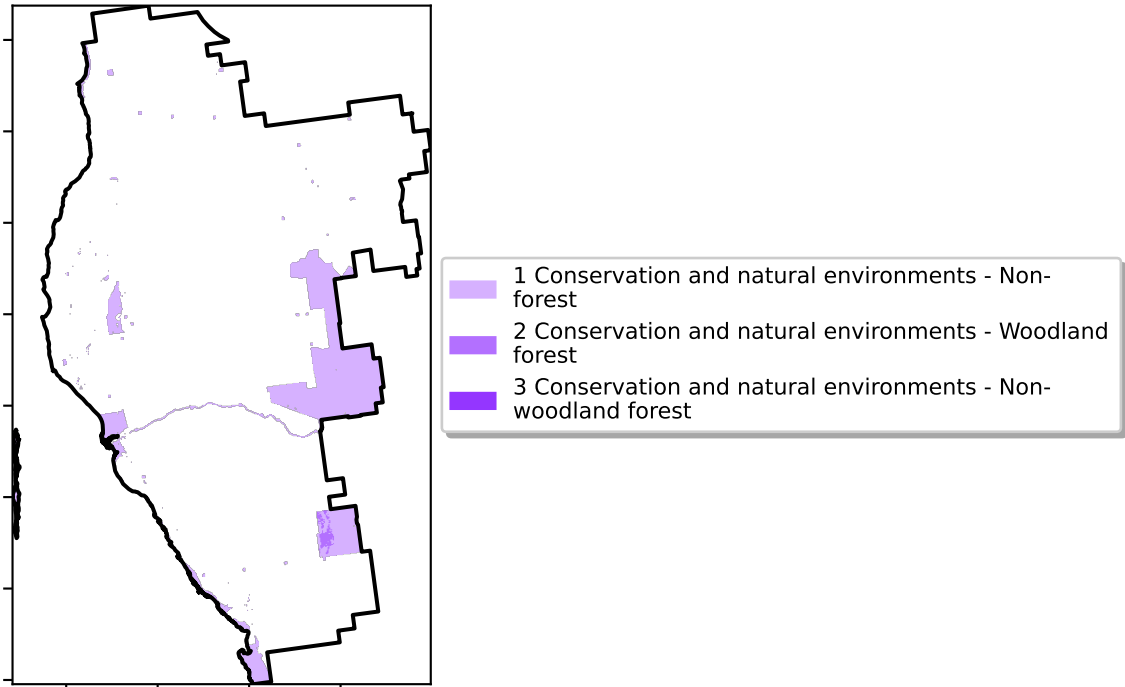 1 Conservation and natural environments - Non-
forest
2 Conservation and natural environments - Woodland
forest
3 Conservation and natural environments - Non-
woodland forest